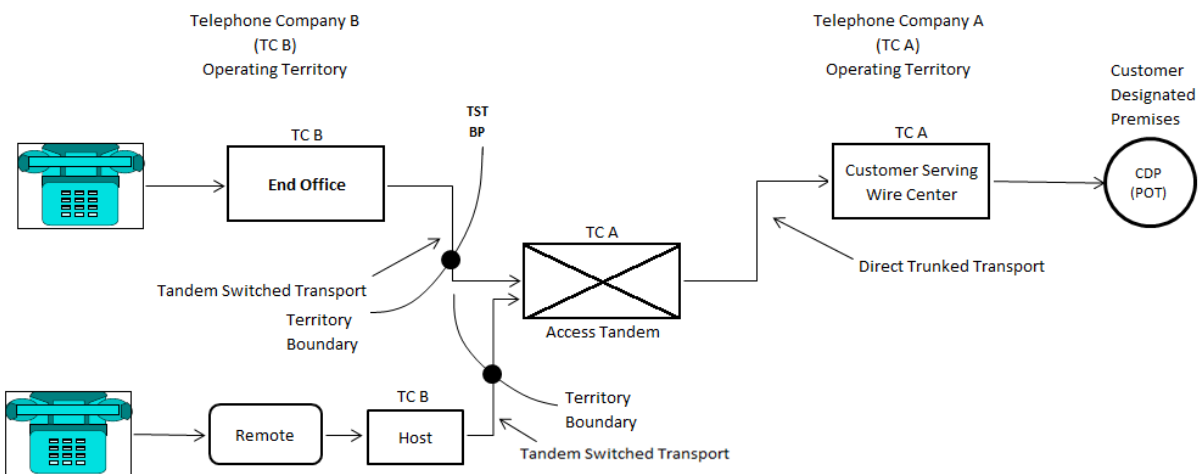 Telephone Company B
(TC B)
Operating Territory
Telephone Company A
(TC A)
Operating Territory
Customer
Designated
Premises
TST
BP
TC B
End Office
TC A
Customer Serving
Wire Center
CDP
(POT)
TC A
Access Tandem
Direct Trunked Transport
Tandem Switched Transport
Territory
Boundary
Territory
Boundary
TC B
Remote
Host
Tandem Switched Transport